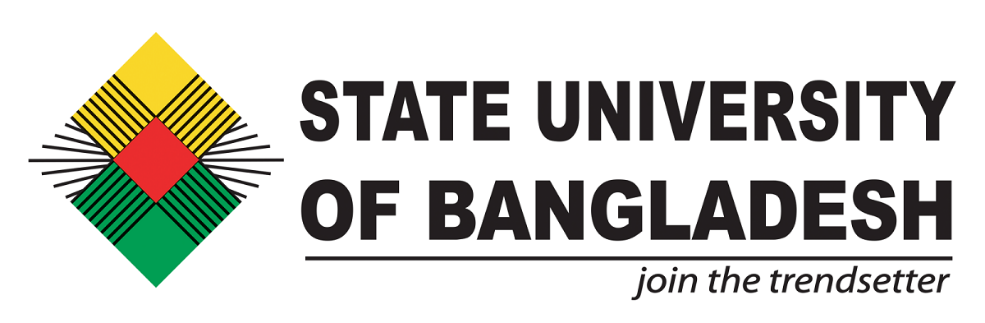 STATE UNIVERSITY
OF BANGLADESH
join the trendsetter